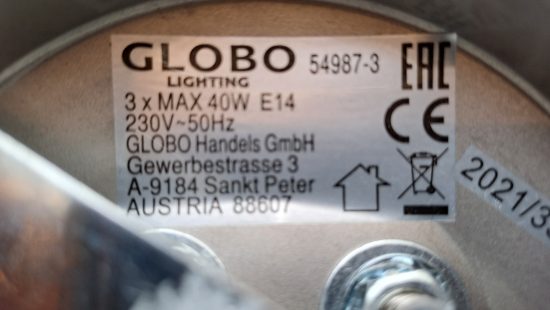 GLOBO 54987-3
LIGHTING
3 x MAX 40W E14
230V~50Hz
GLOBO Handels GmbH
Gewerbestrasse 3
A-9184 Sankt Peter
AUSTRIA 88607
EAC
CE